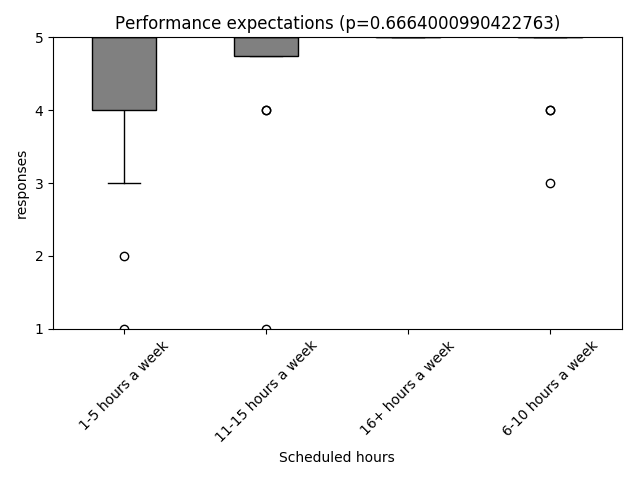 Performance expectations (p=0.6664000990422763)
5
4
3
2
1
responses
1-5 hours a week
11-15 hours a week
16+ hours a week
6-10 hours a week
Scheduled hours